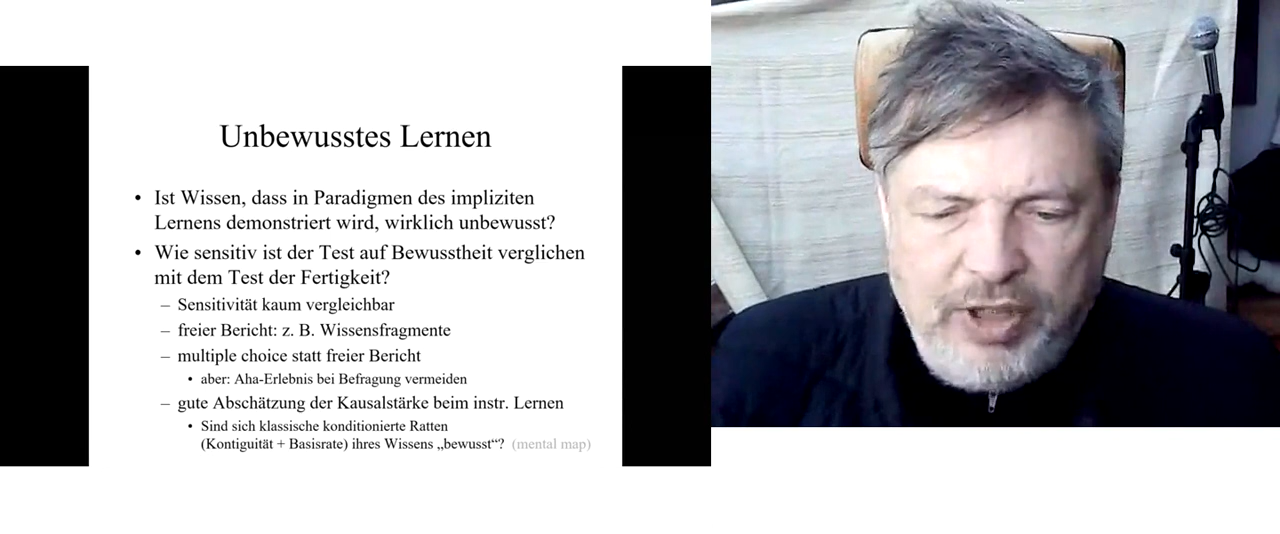 Unbewusstes Lernen
• Ist Wissen, dass in Paradigmen des impliziten
Lernens demonstriert wird, wirklich unbewusst?
• Wie sensitiv ist der Test auf Bewusstheit verglichen
mit dem Test der Fertigkeit?
– Sensitivität kaum vergleichbar
– freier Bericht: z. B. Wissensfragmente
– multiple choice statt freier Bericht
• aber: Aha-Erlebnis bei Befragung vermeiden
– gute Abschätzung der Kausalstärke beim instr. Lernen
• Sind sich klassische konditionierte Ratten
(Kontiguität + Basisrate) ihres Wissens „bewusst“? (mental map)